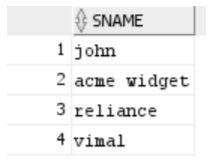 SNAME
1 john
2 acme widget
3 reliance
4 vimal